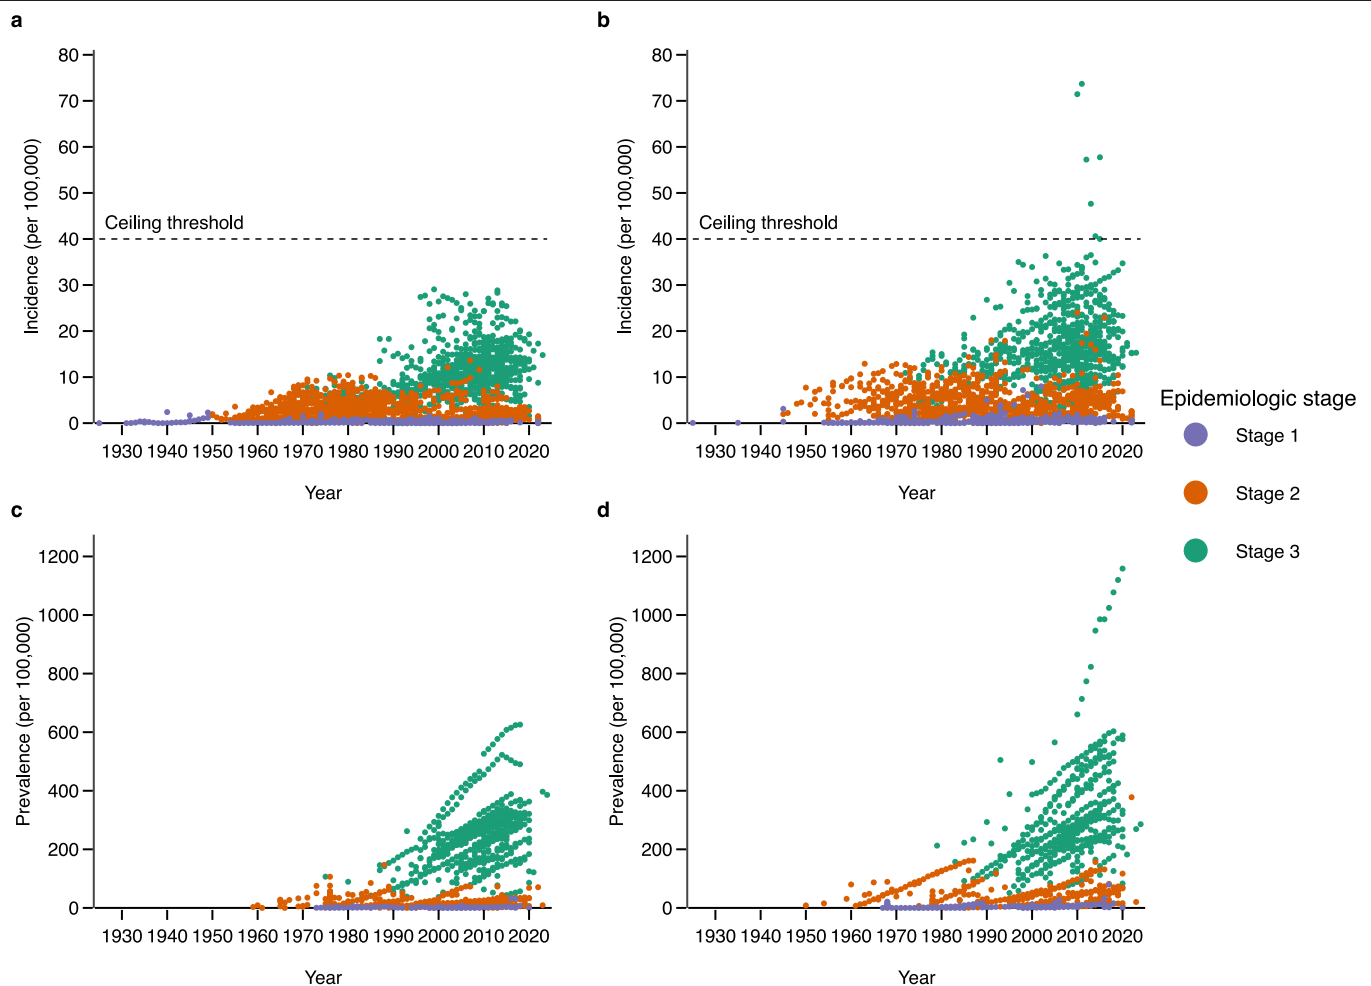 a
80
70
60
50
40
30
20
10
0
Incidence (per 100,000)
Ceiling threshold
1930 1940 1950 1960 1970 1980 1990 2000 2010 2020
Year
b
80
70
60
50
40
30
20
10
0
Incidence (per 100,000)
Ceiling threshold
1930 1940 1950 1960 1970 1980 1990 2000 2010 2020
Year
Epidemiologic stage
Stage 1
Stage 2
Stage 3
c
1200
1000
800
600
400
200
0
Prevalence (per 100,000)
1930 1940 1950 1960 1970 1980 1990 2000 2010 2020
Year
d
1200
1000
800
600
400
200
0
Prevalence (per 100,000)
1930 1940 1950 1960 1970 1980 1990 2000 2010 2020
Year